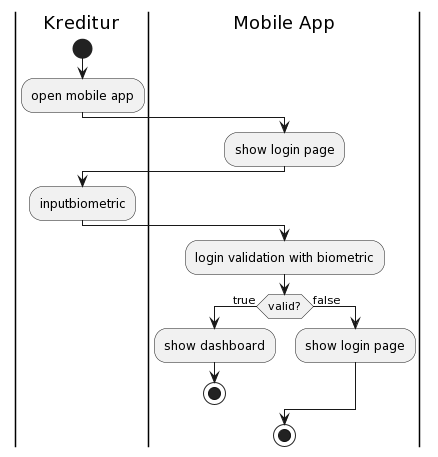 Kreditur
Mobile App
open mobile app
show login page
inputbiometric
login validation with biometric
true
valid?
false
show dashboard
show login page